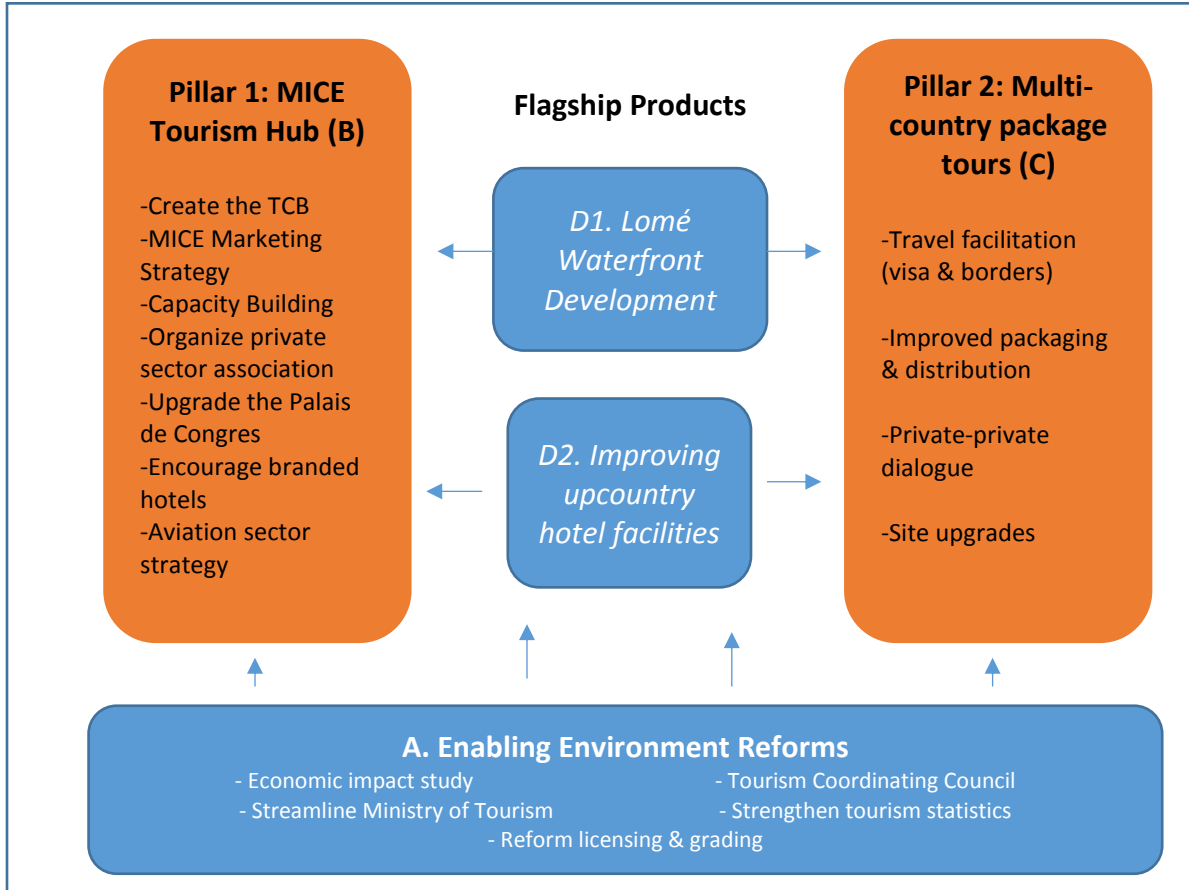 Pillar 1: MICE
Tourism Hub (B)
-Create the TCB
-MICE Marketing
Strategy
-Capacity Building
-Organize private
sector association
-Upgrade the Palais
de Congres
-Encourage branded
hotels
-Aviation sector
strategy
Flagship Products
D1. Lomé
Waterfront
Development
D2. Improving
upcountry
hotel facilities
Pillar 2: Multi-
country package
tours (C)
-Travel facilitation
(visa & borders)
-Improved packaging
& distribution
-Private-private
dialogue
-Site upgrades
A. Enabling Environment Reforms
- Economic impact study
- Tourism Coordinating Council
- Streamline Ministry of Tourism
- Strengthen tourism statistics
- Reform licensing & grading